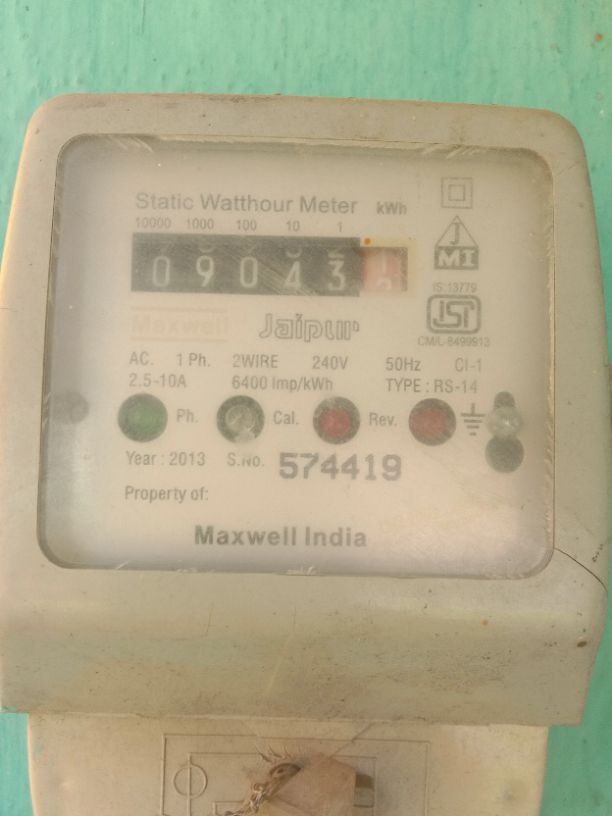 Static Watthour Meter kWh
10000 1000 100 10 1
0 9 0 4 3
J
MI
IS:13779
ISI
CM/L-8499913
Maxwell Jaipur
AC. 1 Ph. 2WIRE 240V 50Hz Cl-1
2.5-10A 6400 Imp/kWh TYPE : RS-14
Ph. Cal. Rev.
Year : 2013 S.No. 574419
Property of:
Maxwell India